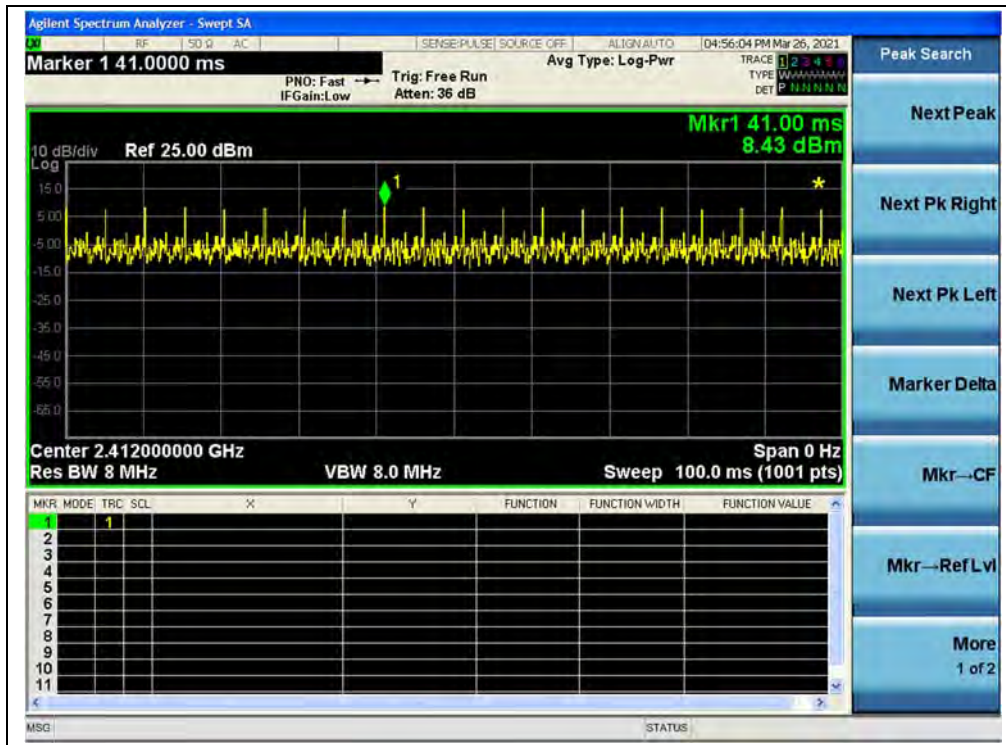 Agilent Spectrum Analyzer - Swept SA
LXI RF 50 Ω AC SENSE:PULSE SOURCE OFF ALIGN AUTO 04:56:04 PM Mar 26, 2021
Marker 1 41.0000 ms
PNO: Fast
IFGain:Low
Trig: Free Run
Atten: 36 dB
Avg Type: Log-Pwr
TRACE 1 2 3 4 5 6
TYPE
DET P N N N N N
Mkr1 41.00 ms
8.43 dBm
10 dB/div Ref 25.00 dBm
Log
1
*
15.0
5.00
-5.00
-15.0
-25.0
-35.0
-45.0
-55.0
-65.0
Center 2.412000000 GHz Span 0 Hz
Res BW 8 MHz VBW 8.0 MHz Sweep 100.0 ms (1001 pts)
MKR MODE TRC SCL X Y FUNCTION FUNCTION WIDTH FUNCTION VALUE
1 1
2
3
4
5
6
7
8
9
10
11
MSG STATUS
Peak Search
Next Peak
Next Pk Right
Next Pk Left
Marker Delta
Mkr→CF
Mkr→Ref Lvl
More
1 of 2